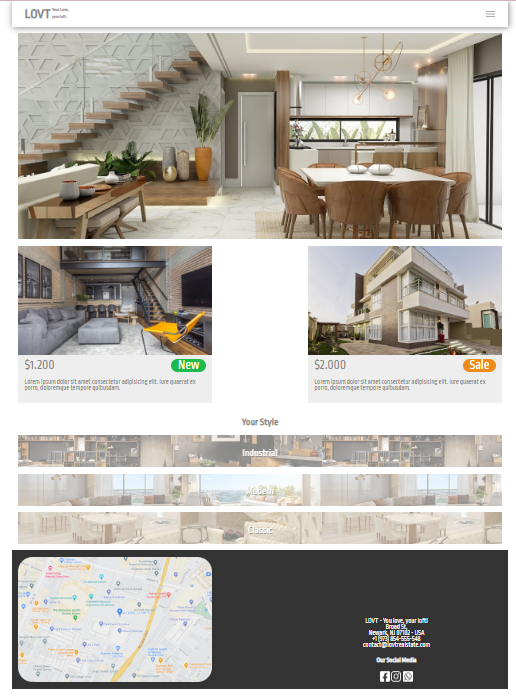 LOVT
Your Love,
your loft.
$1.200
New
Lorem ipsum dolor sit amet consectetur adipisicing elit. Iure quaerat ex
porro, doloremque tempore quibusdam.
$2.000
Sale
Lorem ipsum dolor sit amet consectetur adipisicing elit. Iure quaerat ex
porro, doloremque tempore quibusdam.
Your Style
Industrial
Modern
Classic
LOVT - You love, your loft!
Broad St,
Newark, NJ 07102 - USA
+1 (973) 854-555-548
contact@lovtrealstate.com
Our Social Media